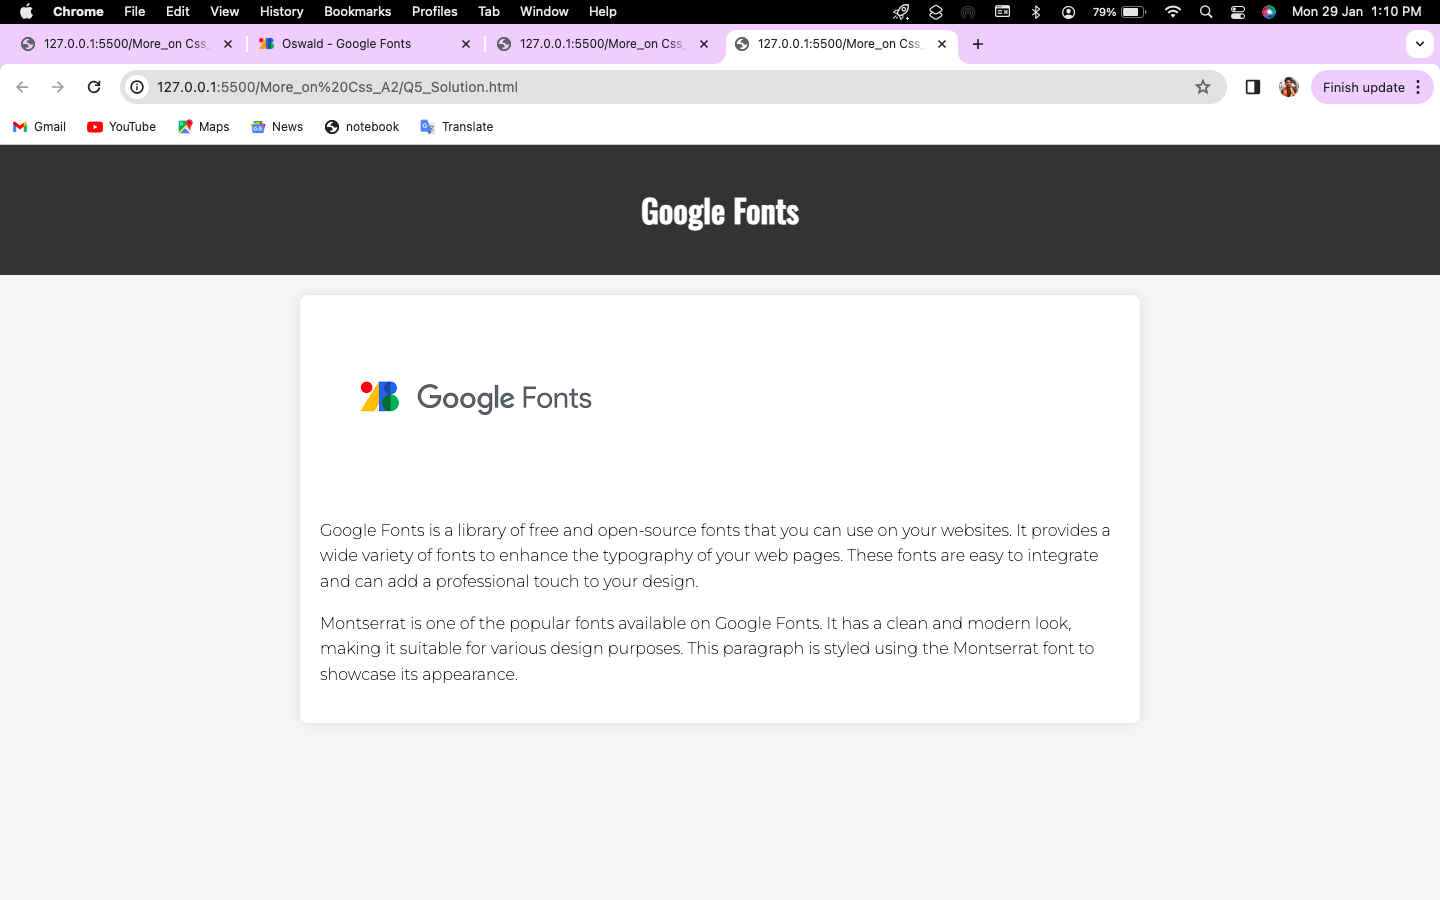 Chrome File Edit View History Bookmarks Profiles Tab Window Help 79% Mon 29 Jan 1:10 PM
127.0.0.1:5500/More_on Css_ Oswald - Google Fonts 127.0.0.1:5500/More_on Css_ 127.0.0.1:5500/More_on Css_
127.0.0.1:5500/More_on%20Css_A2/Q5_Solution.html Finish update
Gmail YouTube Maps News notebook Translate
Google Fonts
Google Fonts
Google Fonts is a library of free and open-source fonts that you can use on your websites. It provides a
wide variety of fonts to enhance the typography of your web pages. These fonts are easy to integrate
and can add a professional touch to your design.
Montserrat is one of the popular fonts available on Google Fonts. It has a clean and modern look,
making it suitable for various design purposes. This paragraph is styled using the Montserrat font to
showcase its appearance.